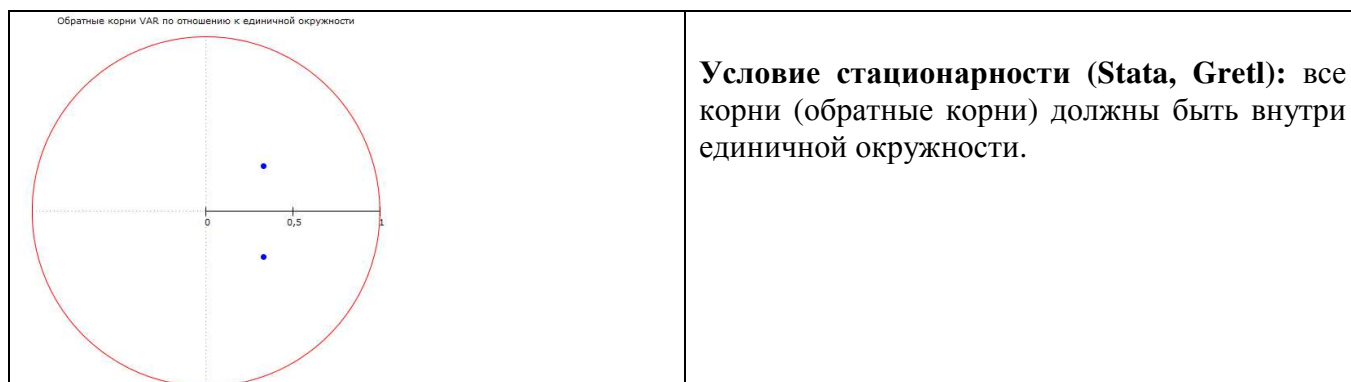 Обратные корни VAR по отношению к единичной окружности
0
0,5
1
Условие стационарности (Stata, Gretl): все
корни (обратные корни) должны быть внутри
единичной окружности.